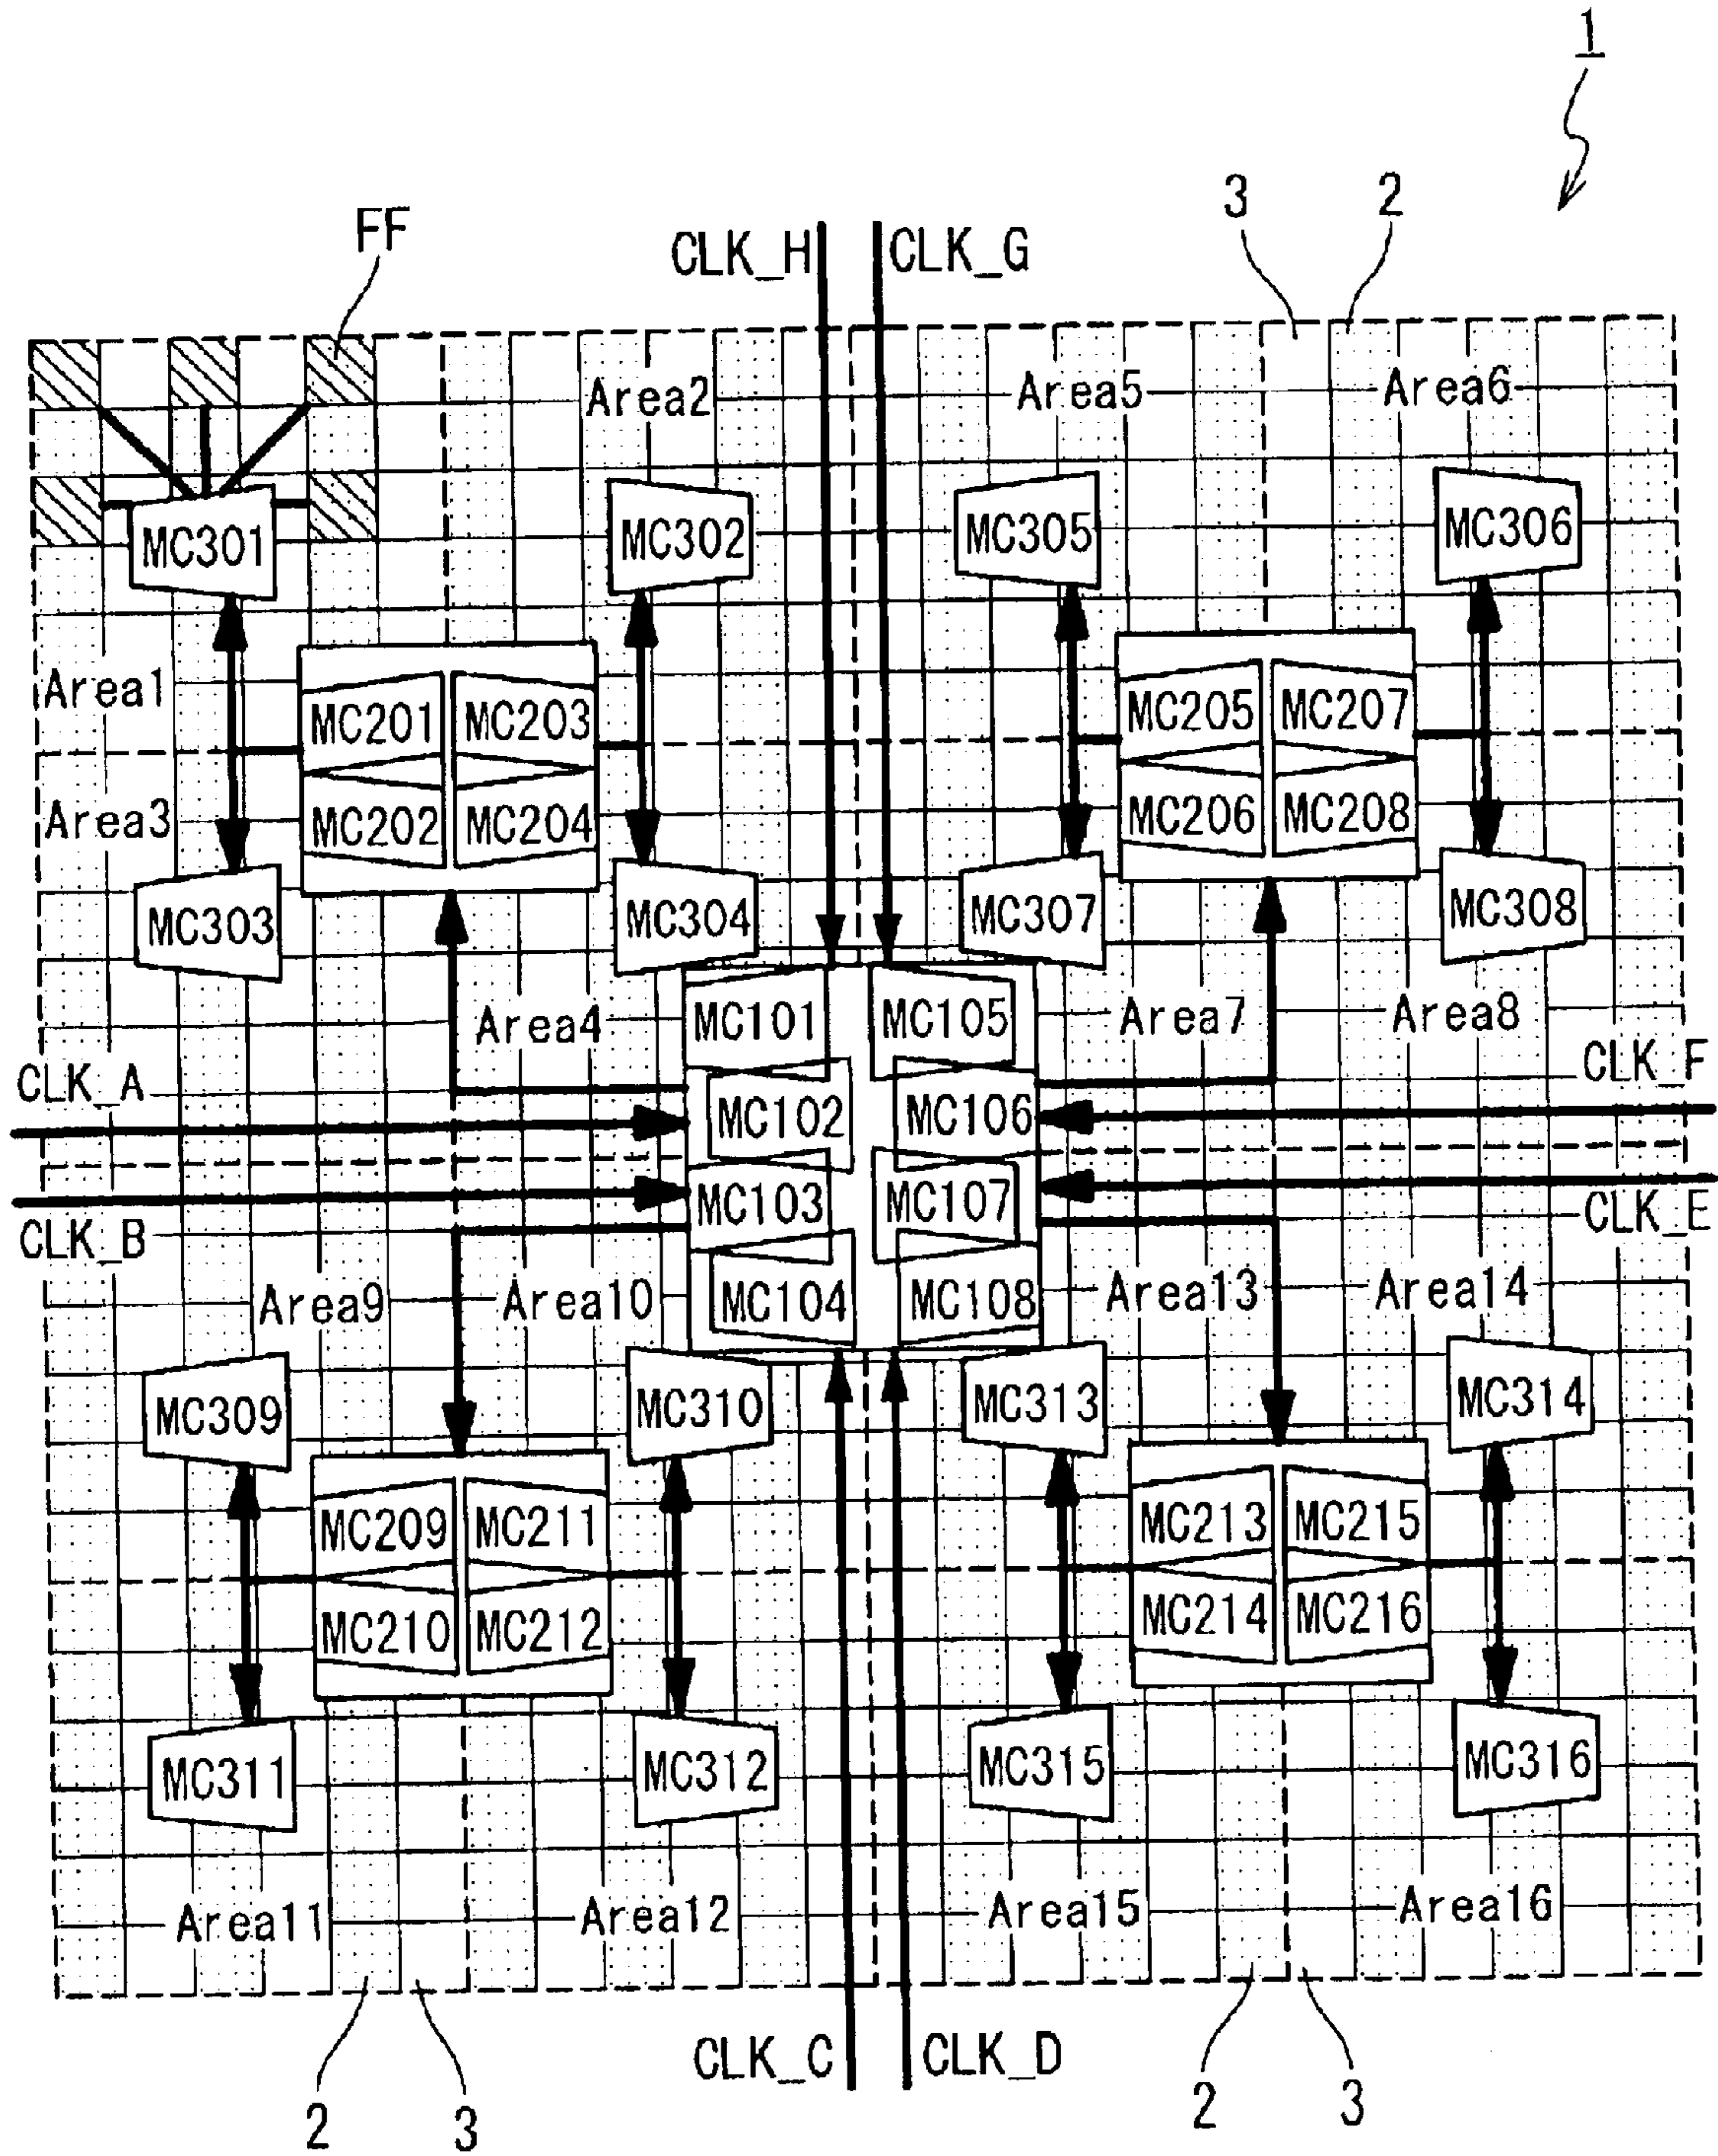 1
3 2
FF
CLK_H CLK_G
Area2 Area5 Area6
MC301 MC302 MC305 MC306
Area1
MC201 MC203 MC205 MC207
Area3 MC202 MC204 MC206 MC208
MC303 MC304 MC307 MC308
Area4 MC101 MC105 Area7 Area8
CLK_A CLK_F
MC102 MC106
MC103 MC107
CLK_B CLK_E
Area9 Area10 MC104 MC108 Area13 Area14
MC309 MC310 MC313 MC314
MC209 MC211 MC213 MC215
MC210 MC212 MC214 MC216
MC311 MC312 MC315 MC316
Area11 Area12 Area15 Area16
CLK_C CLK_D
2 3 2 3